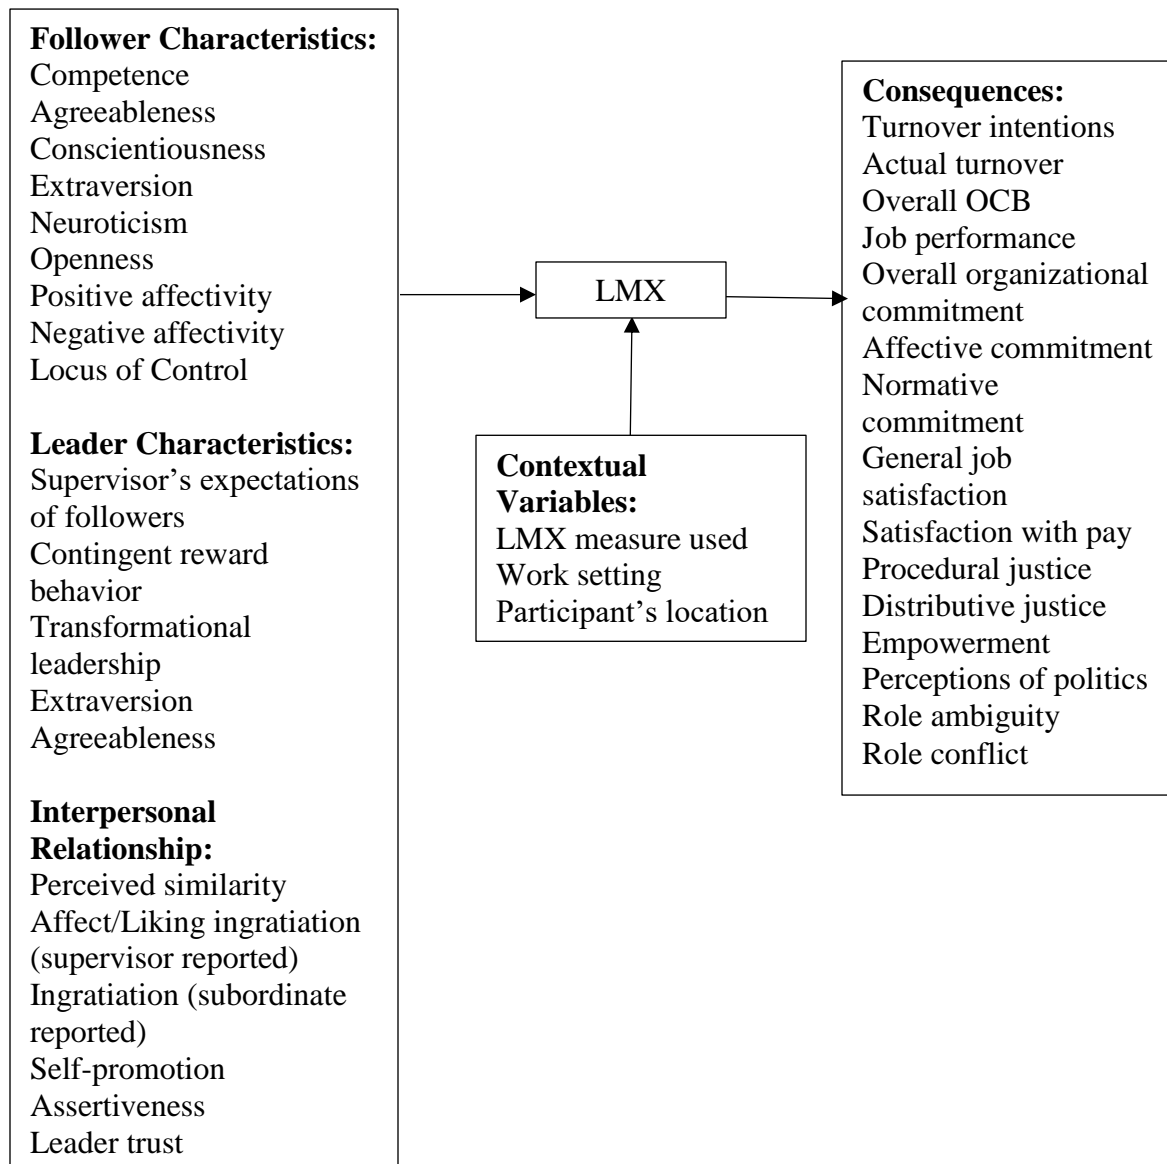 Follower Characteristics:
Competence
Agreeableness
Conscientiousness
Extraversion
Neuroticism
Openness
Positive affectivity
Negative affectivity
Locus of Control
Leader Characteristics:
Supervisor’s expectations
of followers
Contingent reward
behavior
Transformational
leadership
Extraversion
Agreeableness
Interpersonal
Relationship:
Perceived similarity
Affect/Liking ingratiation
(supervisor reported)
Ingratiation (subordinate
reported)
Self-promotion
Assertiveness
Leader trust
LMX
Contextual
Variables:
LMX measure used
Work setting
Participant’s location
Consequences:
Turnover intentions
Actual turnover
Overall OCB
Job performance
Overall organizational
commitment
Affective commitment
Normative
commitment
General job
satisfaction
Satisfaction with pay
Procedural justice
Distributive justice
Empowerment
Perceptions of politics
Role ambiguity
Role conflict